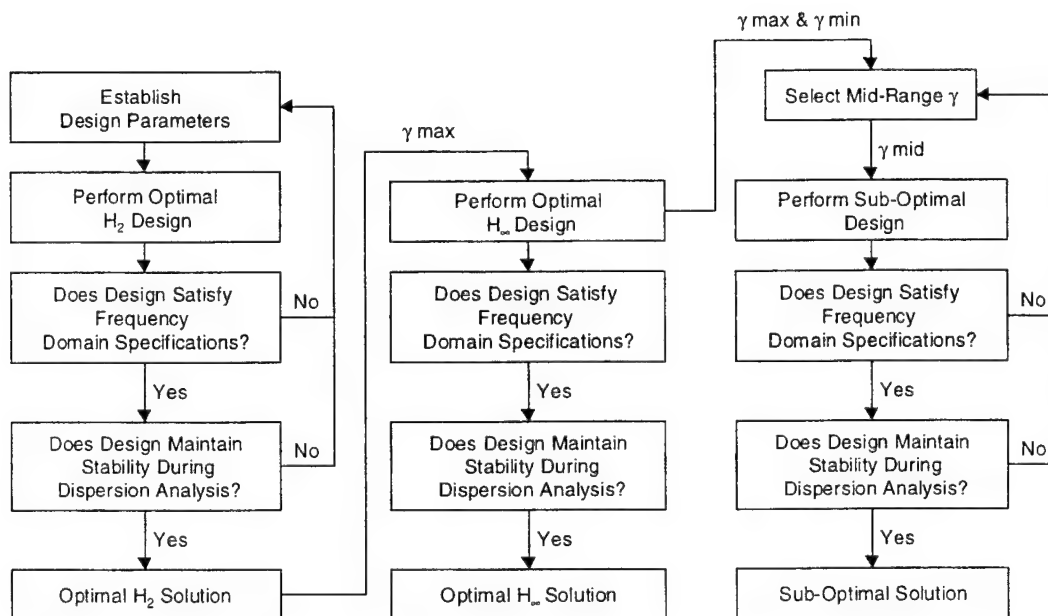 Establish
Design Parameters
Perform Optimal
H₂ Design
Does Design Satisfy
Frequency
Domain Specifications?
No
Yes
Does Design Maintain
Stability During
Dispersion Analysis?
No
Yes
Optimal H₂ Solution
γ max
Perform Optimal
H∞ Design
Does Design Satisfy
Frequency
Domain Specifications?
Yes
Does Design Maintain
Stability During
Dispersion Analysis?
Yes
Optimal H∞ Solution
γ max & γ min
Select Mid-Range γ
γ mid
Perform Sub-Optimal
Design
Does Design Satisfy
Frequency
Domain Specifications?
No
Yes
Does Design Maintain
Stability During
Dispersion Analysis?
No
Yes
Sub-Optimal Solution